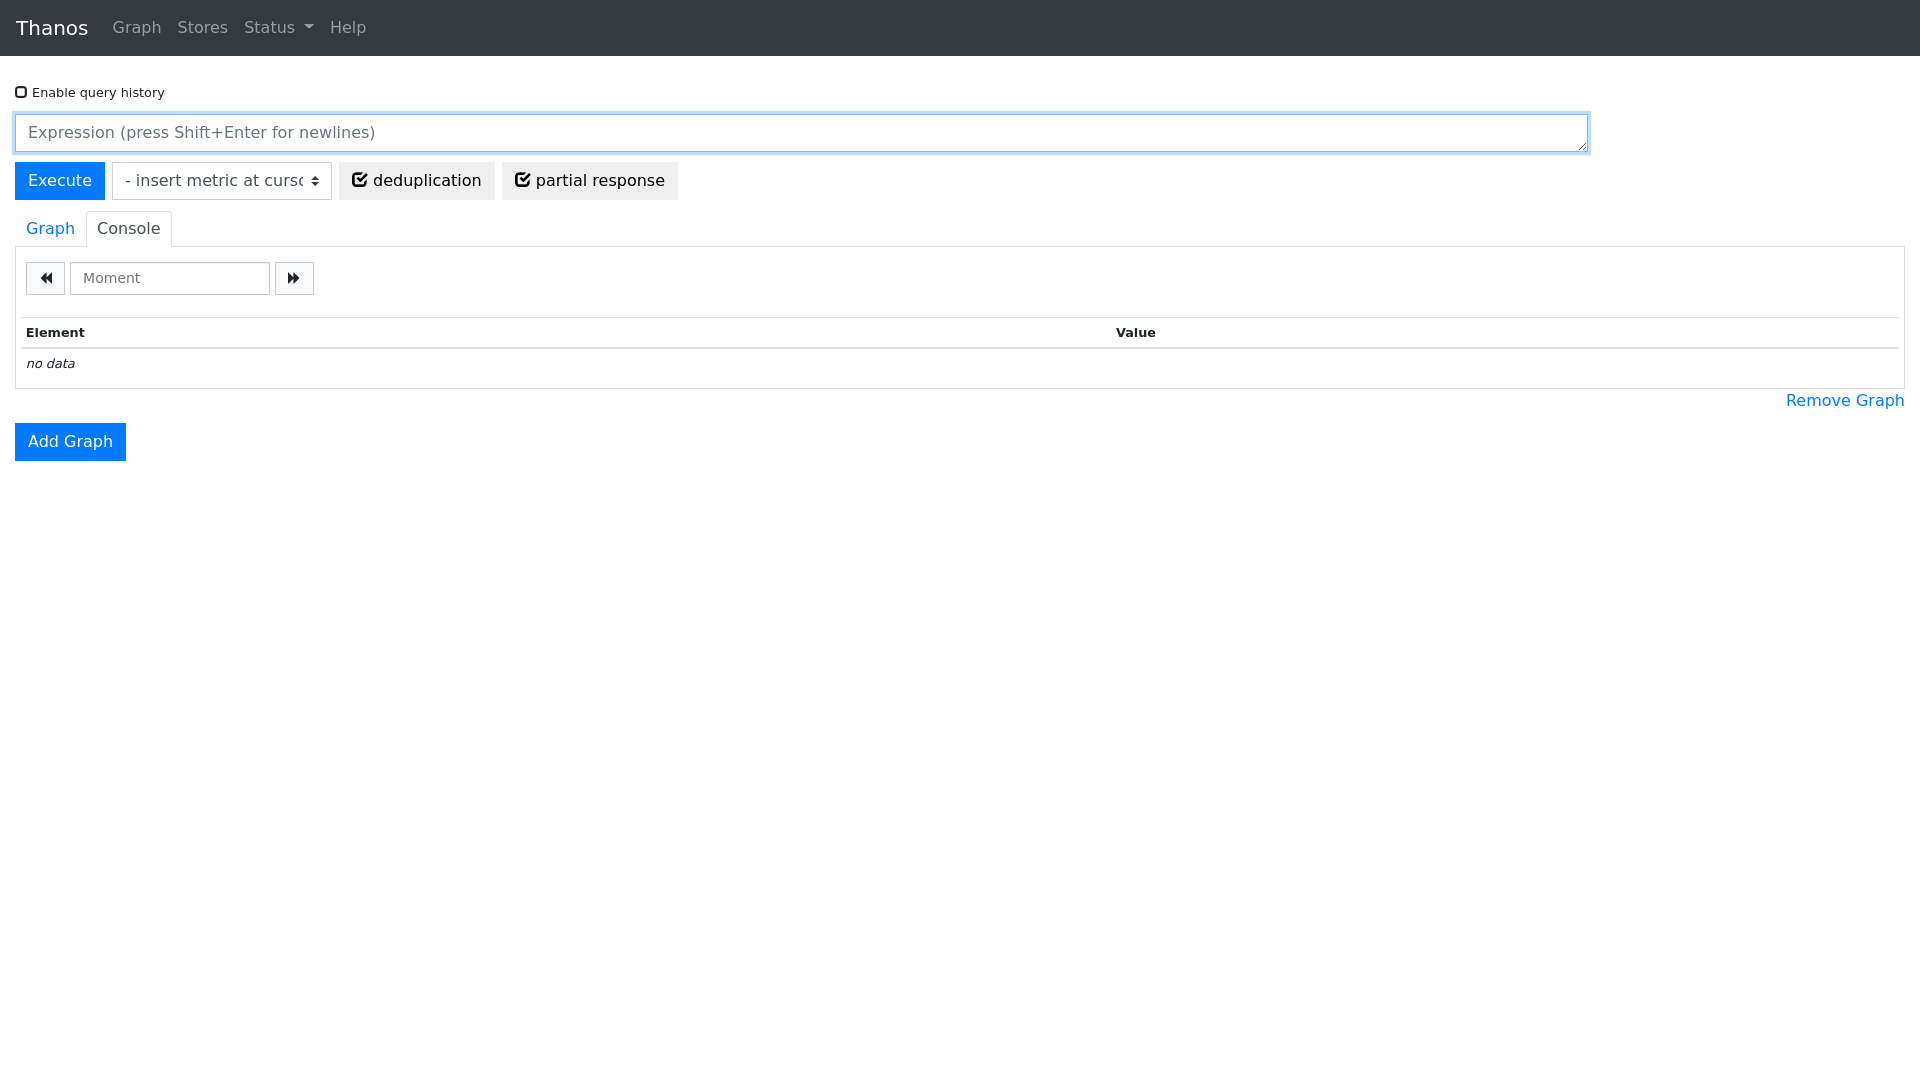 Thanos Graph Stores Status Help
Enable query history
Expression (press Shift+Enter for newlines)
Execute - insert metric at curs deduplication partial response
Graph Console
Moment
Element Value
no data
Remove Graph
Add Graph